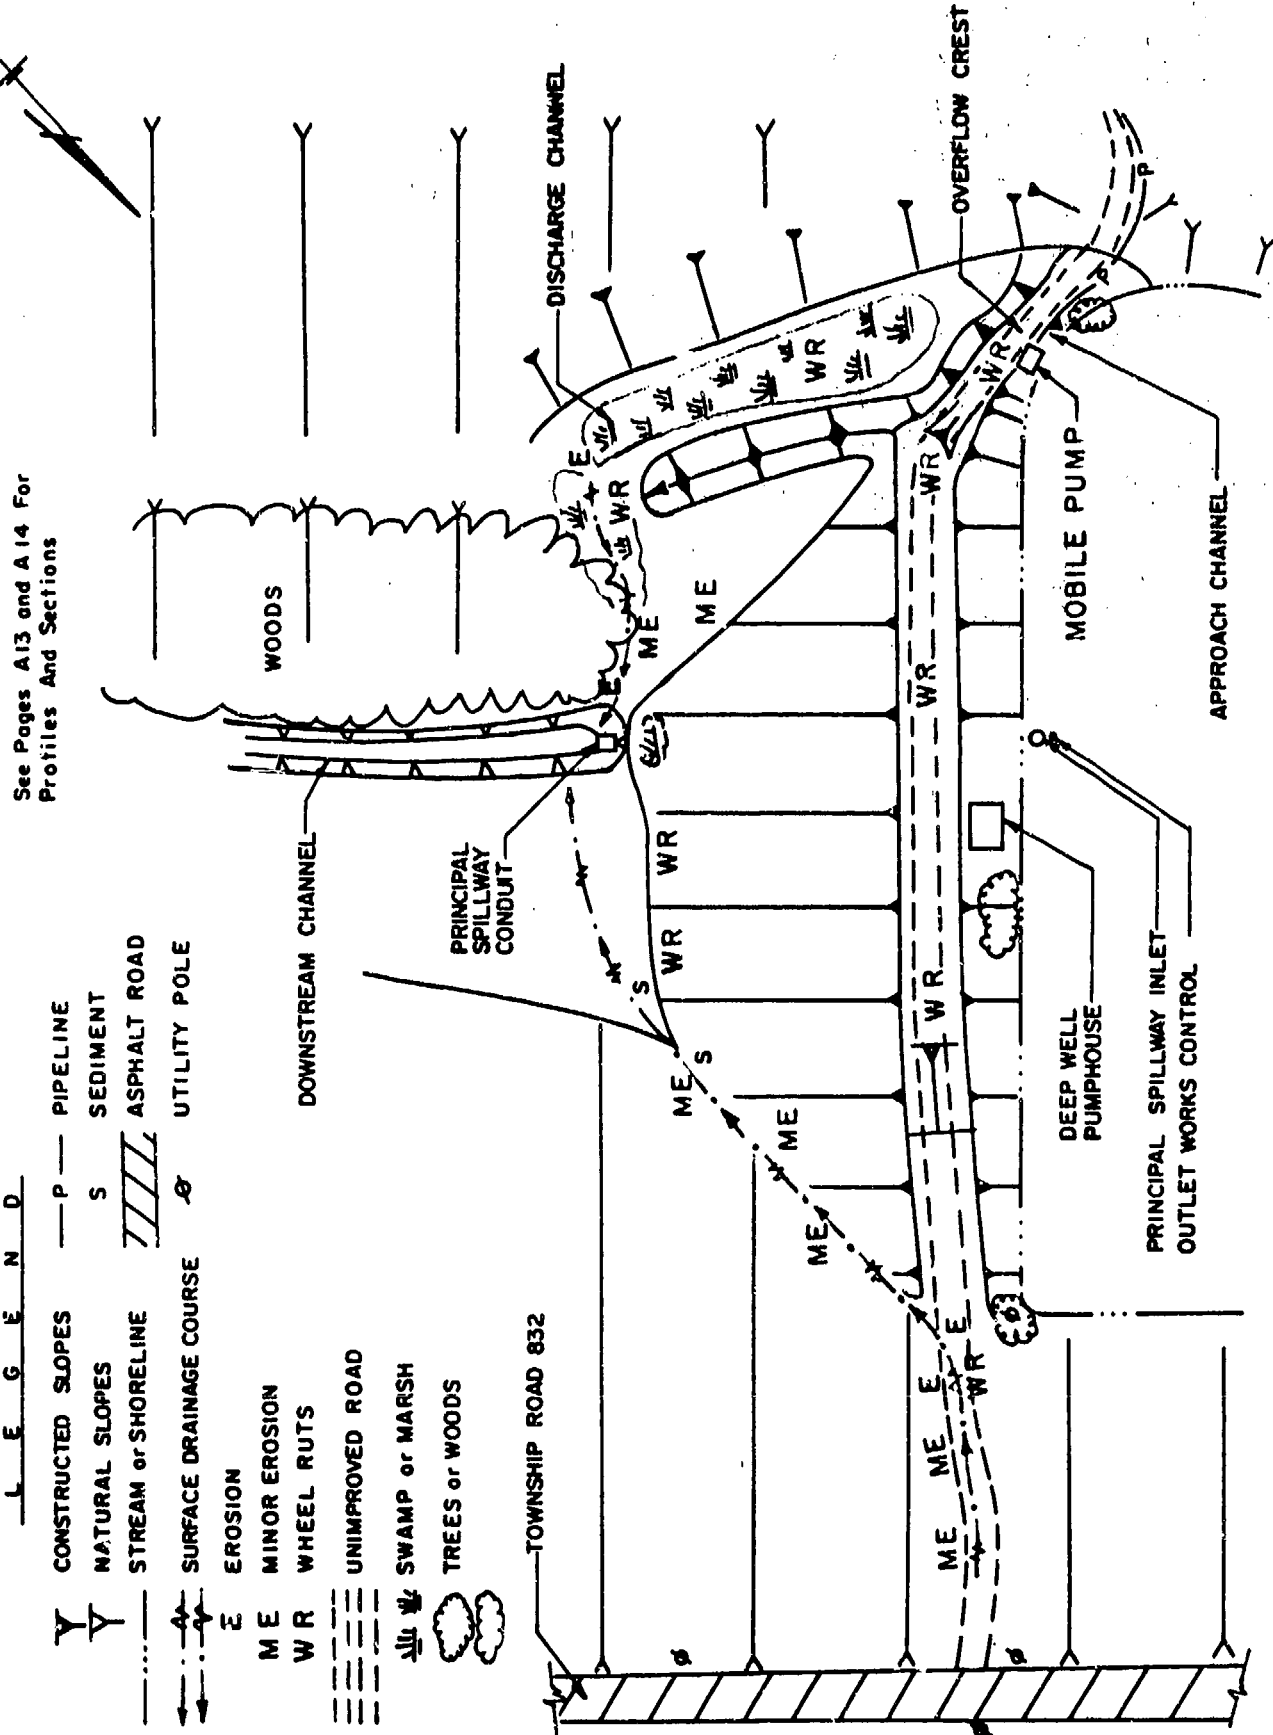 LEGEND
CONSTRUCTED SLOPES
NATURAL SLOPES
STREAM or SHORELINE
SURFACE DRAINAGE COURSE
E EROSION
ME MINOR EROSION
WR WHEEL RUTS
UNIMPROVED ROAD
SWAMP or MARSH
TREES or WOODS
P PIPELINE
S SEDIMENT
ASPHALT ROAD
UTILITY POLE
See Pages A13 and A14 For
Profiles And Sections
TOWNSHIP ROAD 832
DOWNSTREAM CHANNEL
PRINCIPAL
SPILLWAY
CONDUIT
WOODS
DISCHARGE CHANNEL
OVERFLOW CREST
MOBILE PUMP
APPROACH CHANNEL
DEEP WELL
PUMPHOUSE
PRINCIPAL SPILLWAY INLET
OUTLET WORKS CONTROL
ME
ME
E
E
WR
ME
ME
ME
S
S
WR
WR
WR
WR
WR
WR
E
ME
ME
WR
E
WR
P
P